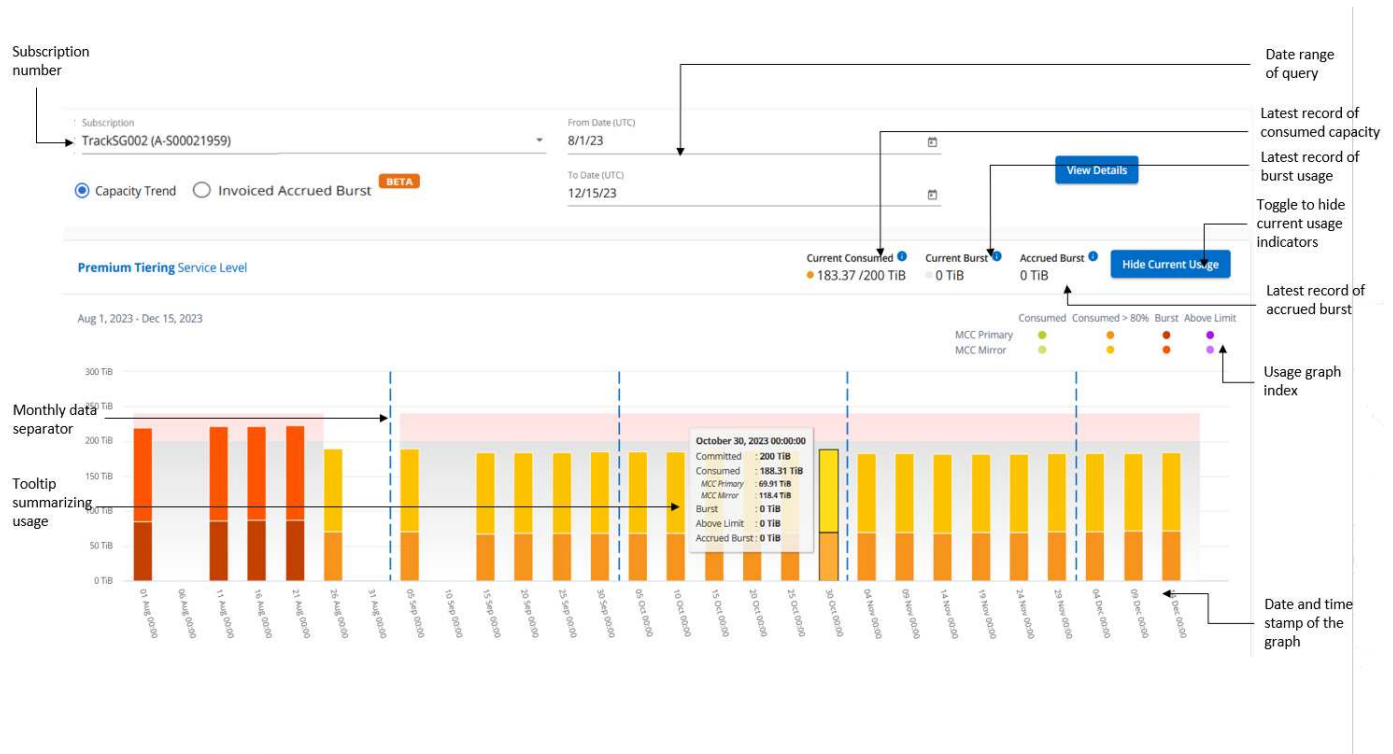 Subscription
number
Date range
of query
Latest record of
consumed capacity
Latest record of
burst usage
Toggle to hide
current usage
indicators
Latest record of
accrued burst
Usage graph
index
Monthly data
separator
Tooltip
summarizing
usage
Date and time
stamp of the
graph
Subscription
TrackSG002 (A-S00021959)
From Date (UTC)
8/1/23
Capacity Trend Invoiced Accrued Burst BETA
To Date (UTC)
12/15/23
View Details
Premium Tiering Service Level
Current Consumed
183.37 /200 TiB
Current Burst
0 TiB
Accrued Burst
0 TiB
Hide Current Usage
Aug 1, 2023 - Dec 15, 2023
Consumed Consumed > 80% Burst Above Limit
MCC Primary
MCC Mirror
300 TiB
250 TiB
200 TiB
150 TiB
100 TiB
50 TiB
0 TiB
October 30, 2023 00:00:00
Committed : 200 TiB
Consumed : 188.31 TiB
MCC Primary : 69.91 TiB
MCC Mirror : 118.4 TiB
Burst : 0 TiB
Above Limit : 0 TiB
Accrued Burst : 0 TiB
01 Aug 00:00
06 Aug 00:00
11 Aug 00:00
16 Aug 00:00
21 Aug 00:00
26 Aug 00:00
31 Aug 00:00
05 Sep 00:00
10 Sep 00:00
15 Sep 00:00
20 Sep 00:00
25 Sep 00:00
30 Sep 00:00
05 Oct 00:00
10 Oct 00:00
15 Oct 00:00
20 Oct 00:00
25 Oct 00:00
30 Oct 00:00
04 Nov 00:00
09 Nov 00:00
14 Nov 00:00
19 Nov 00:00
24 Nov 00:00
29 Nov 00:00
04 Dec 00:00
09 Dec 00:00
Dec 00:00